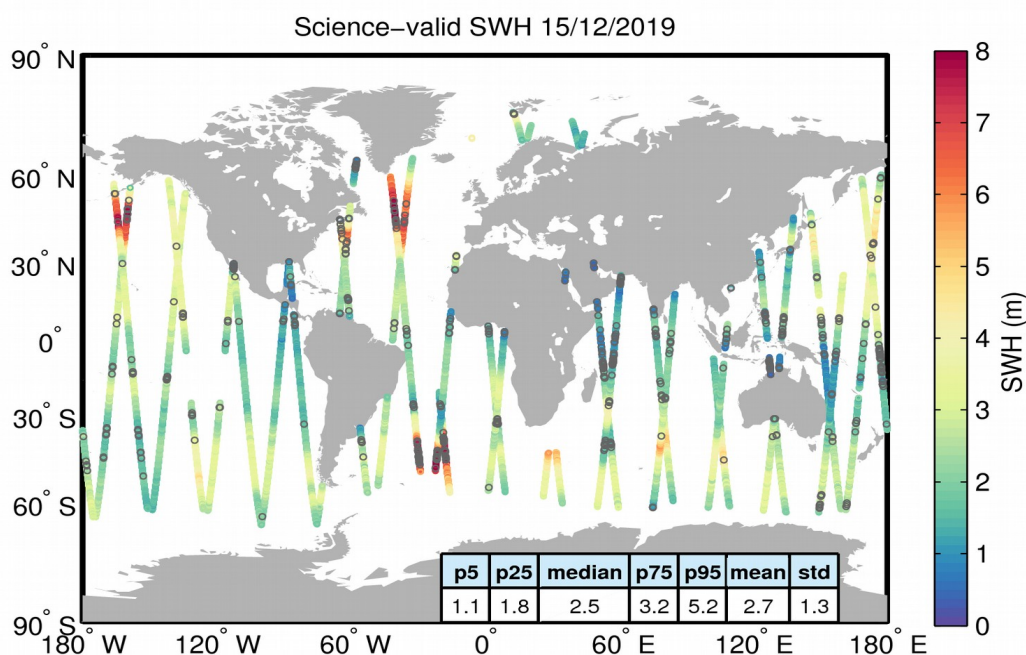 Science−valid SWH 15/12/2019
90° N
60° N
30° N
0°
30° S
60° S
90° S
180° W
120° W
60° W
0°
60° E
120° E
180° E
p5 p25 median p75 p95 mean std
1.1 1.8 2.5 3.2 5.2 2.7 1.3
8
7
6
5
4
3
2
1
0
SWH (m)